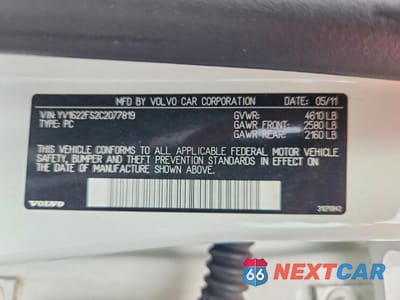 MFD. BY VOLVO CAR CORPORATION DATE: 05/11
VIN: YV1622FS2C2077819 GVWR: 4610 LB
TYPE: PC GAWR FRONT: 2580 LB
GAWR REAR: 2160 LB
THIS VEHICLE CONFORMS TO ALL APPLICABLE FEDERAL MOTOR VEHICLE
SAFETY, BUMPER AND THEFT PREVENTION STANDARDS IN EFFECT ON THE
DATE OF MANUFACTURE SHOWN ABOVE.
VOLVO
66 NEXTCAR